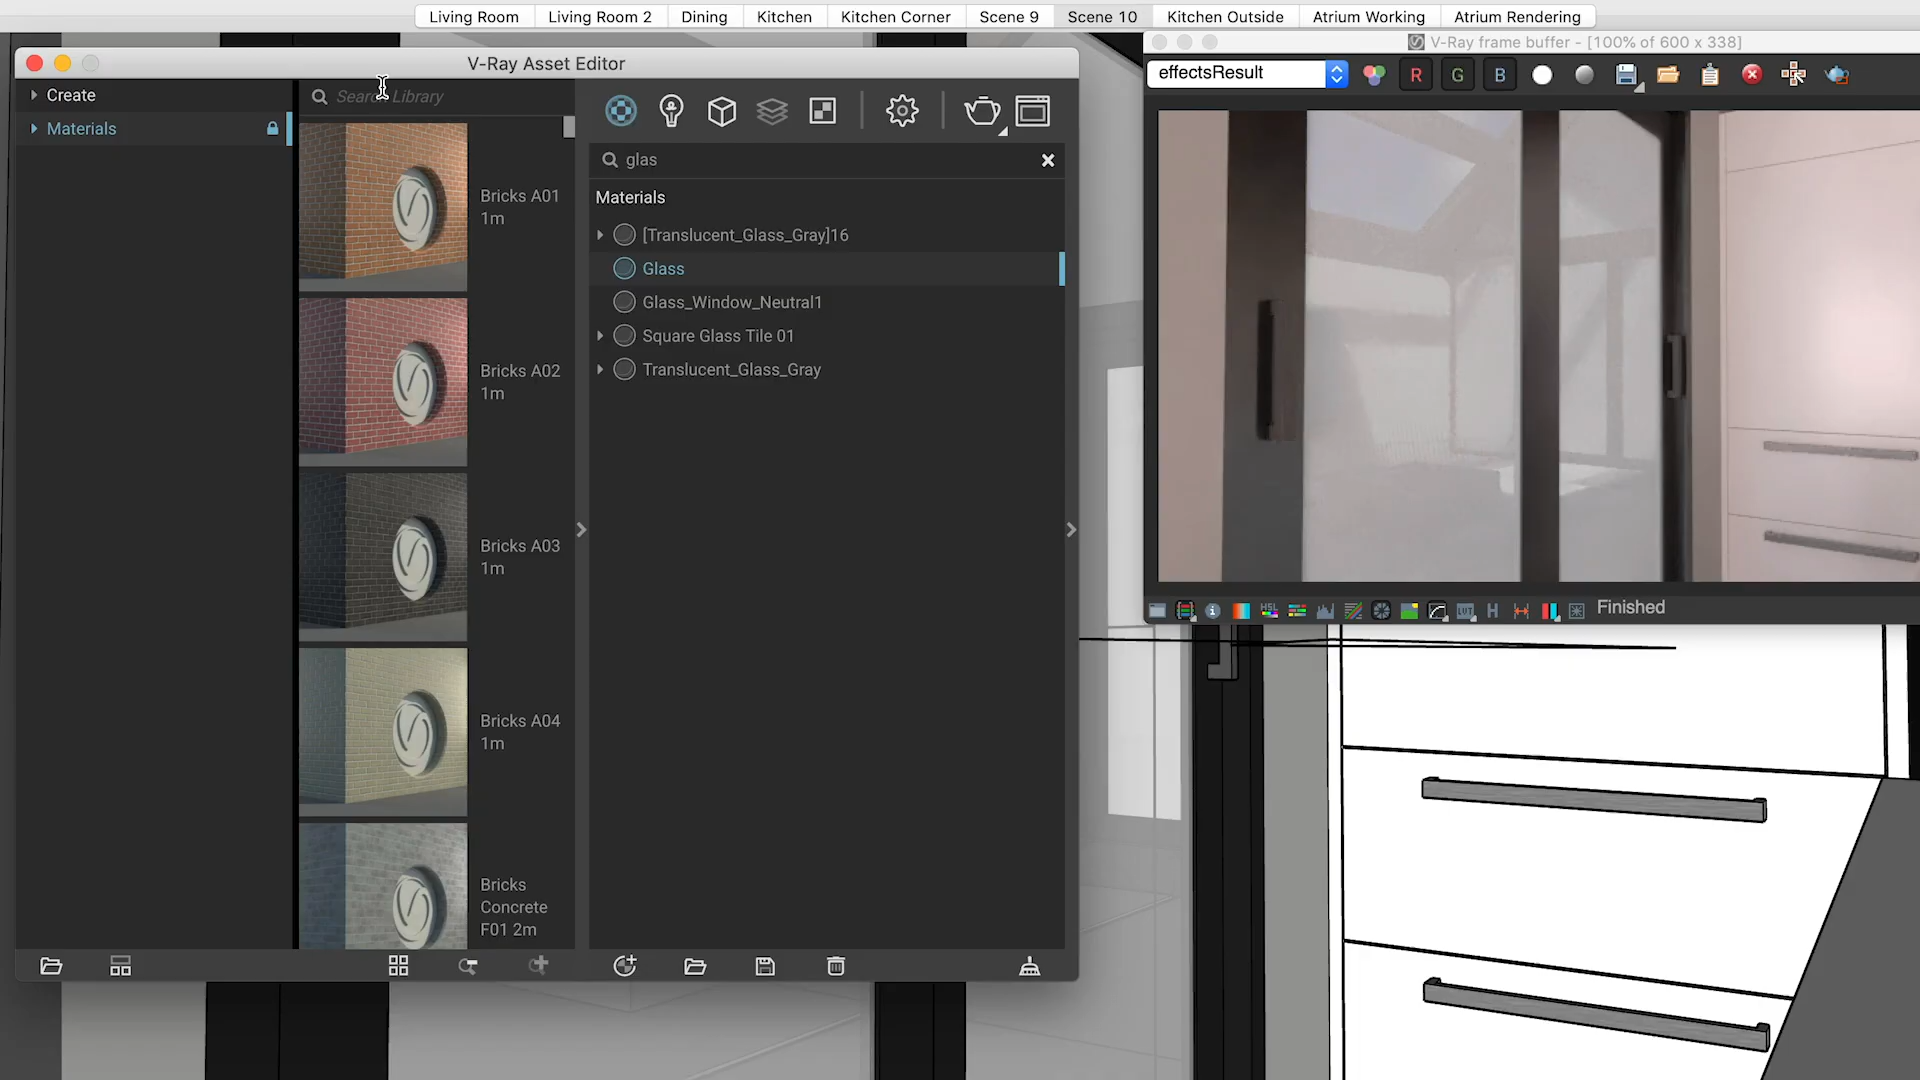 Living Room
Living Room 2
Dining
Kitchen
Kitchen Corner
Scene 9
Scene 10
Kitchen Outside
Atrium Working
Atrium Rendering
V-Ray Asset Editor
V-Ray frame buffer - [100% of 600 x 338]
effectsResult
R
G
B
Create
Materials
Search Library
Bricks A01
1m
Bricks A02
1m
Bricks A03
1m
Bricks A04
1m
Bricks
Concrete
F01 2m
glas
Materials
[Translucent_Glass_Gray]16
Glass
Glass_Window_Neutral1
Square Glass Tile 01
Translucent_Glass_Gray
HSL
LUT
H
Finished